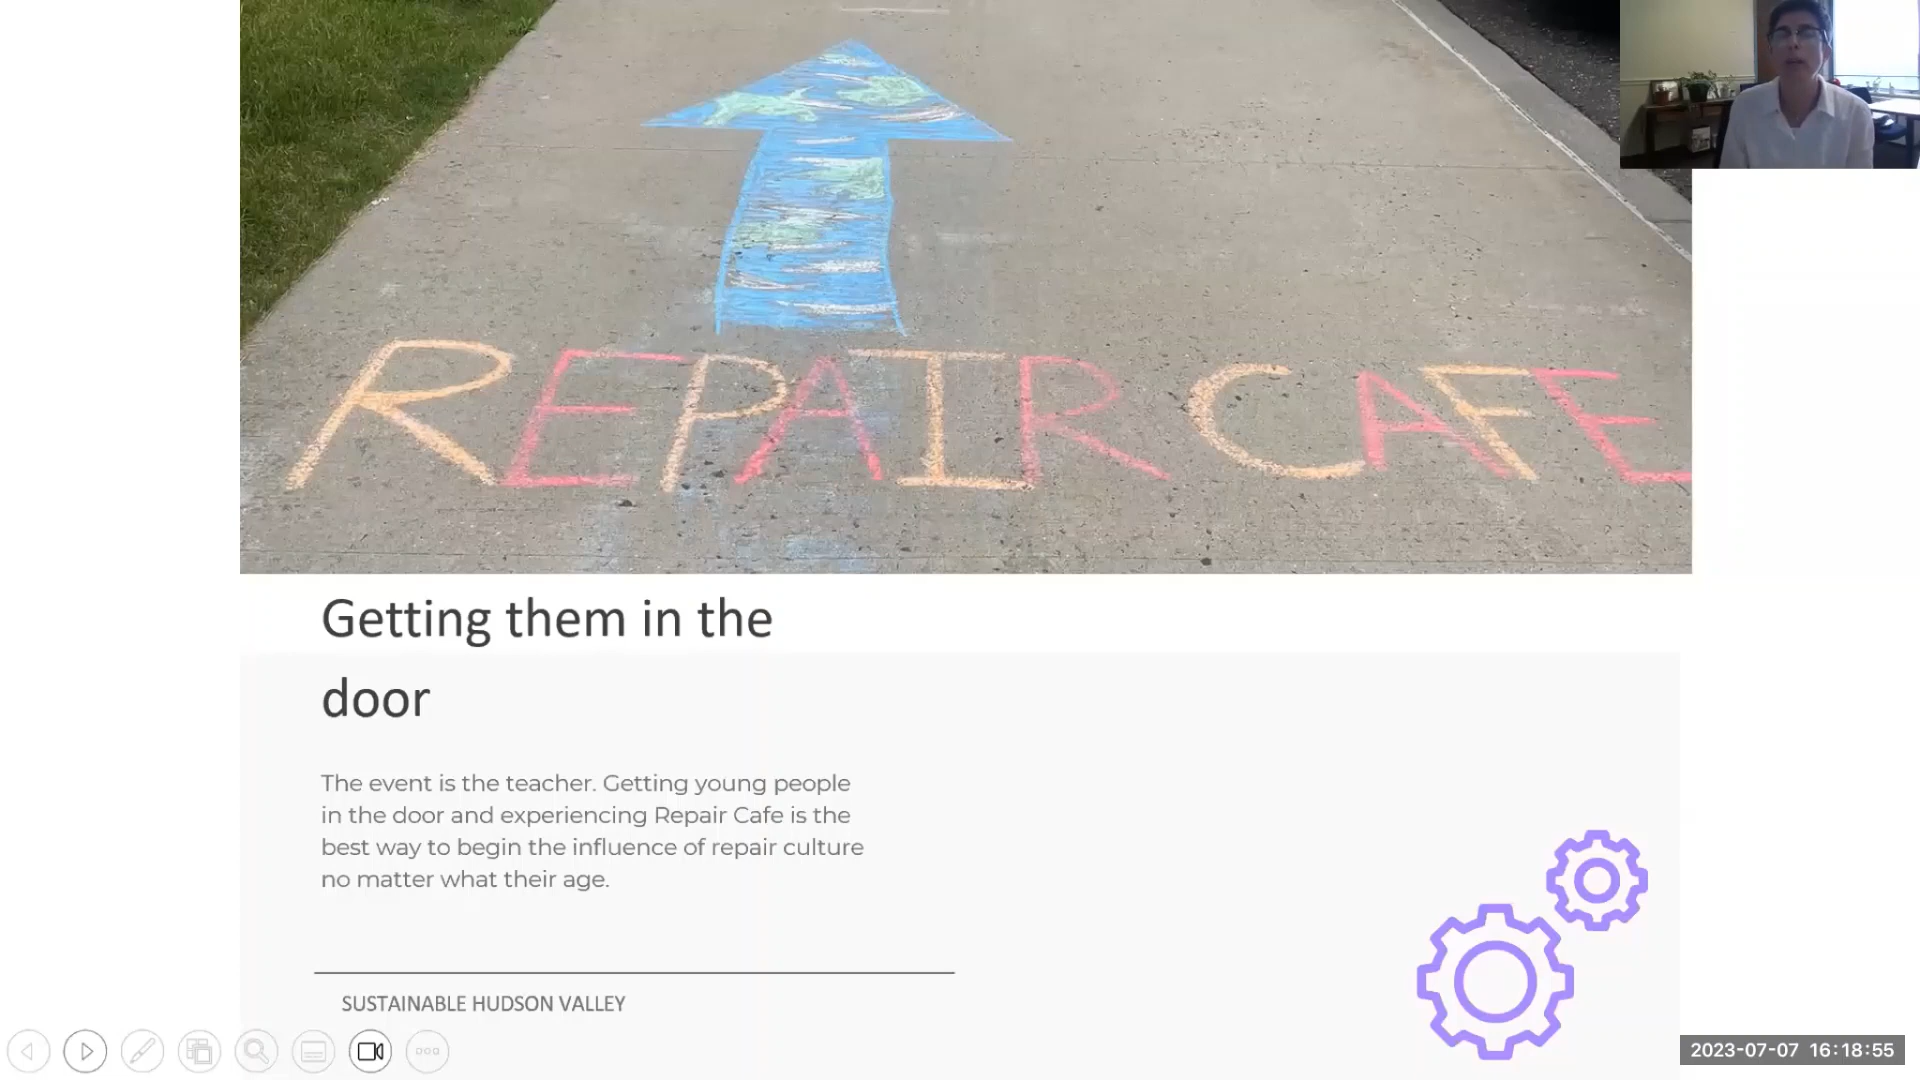 REPAIR CAFE
Getting them in the
door
The event is the teacher. Getting young people
in the door and experiencing Repair Cafe is the
best way to begin the influence of repair culture
no matter what their age.
SUSTAINABLE HUDSON VALLEY
2023-07-07 16:18:55